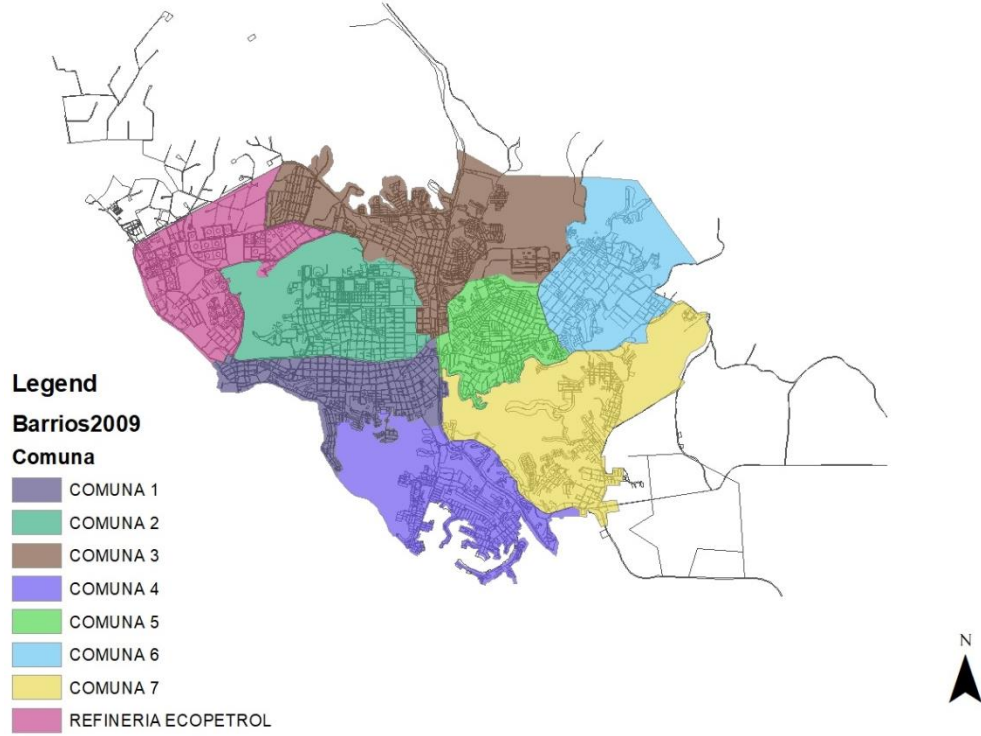 Legend
Barrios2009
Comuna
COMUNA 1
COMUNA 2
COMUNA 3
COMUNA 4
COMUNA 5
COMUNA 6
COMUNA 7
REFINERIA ECOPETROL
N